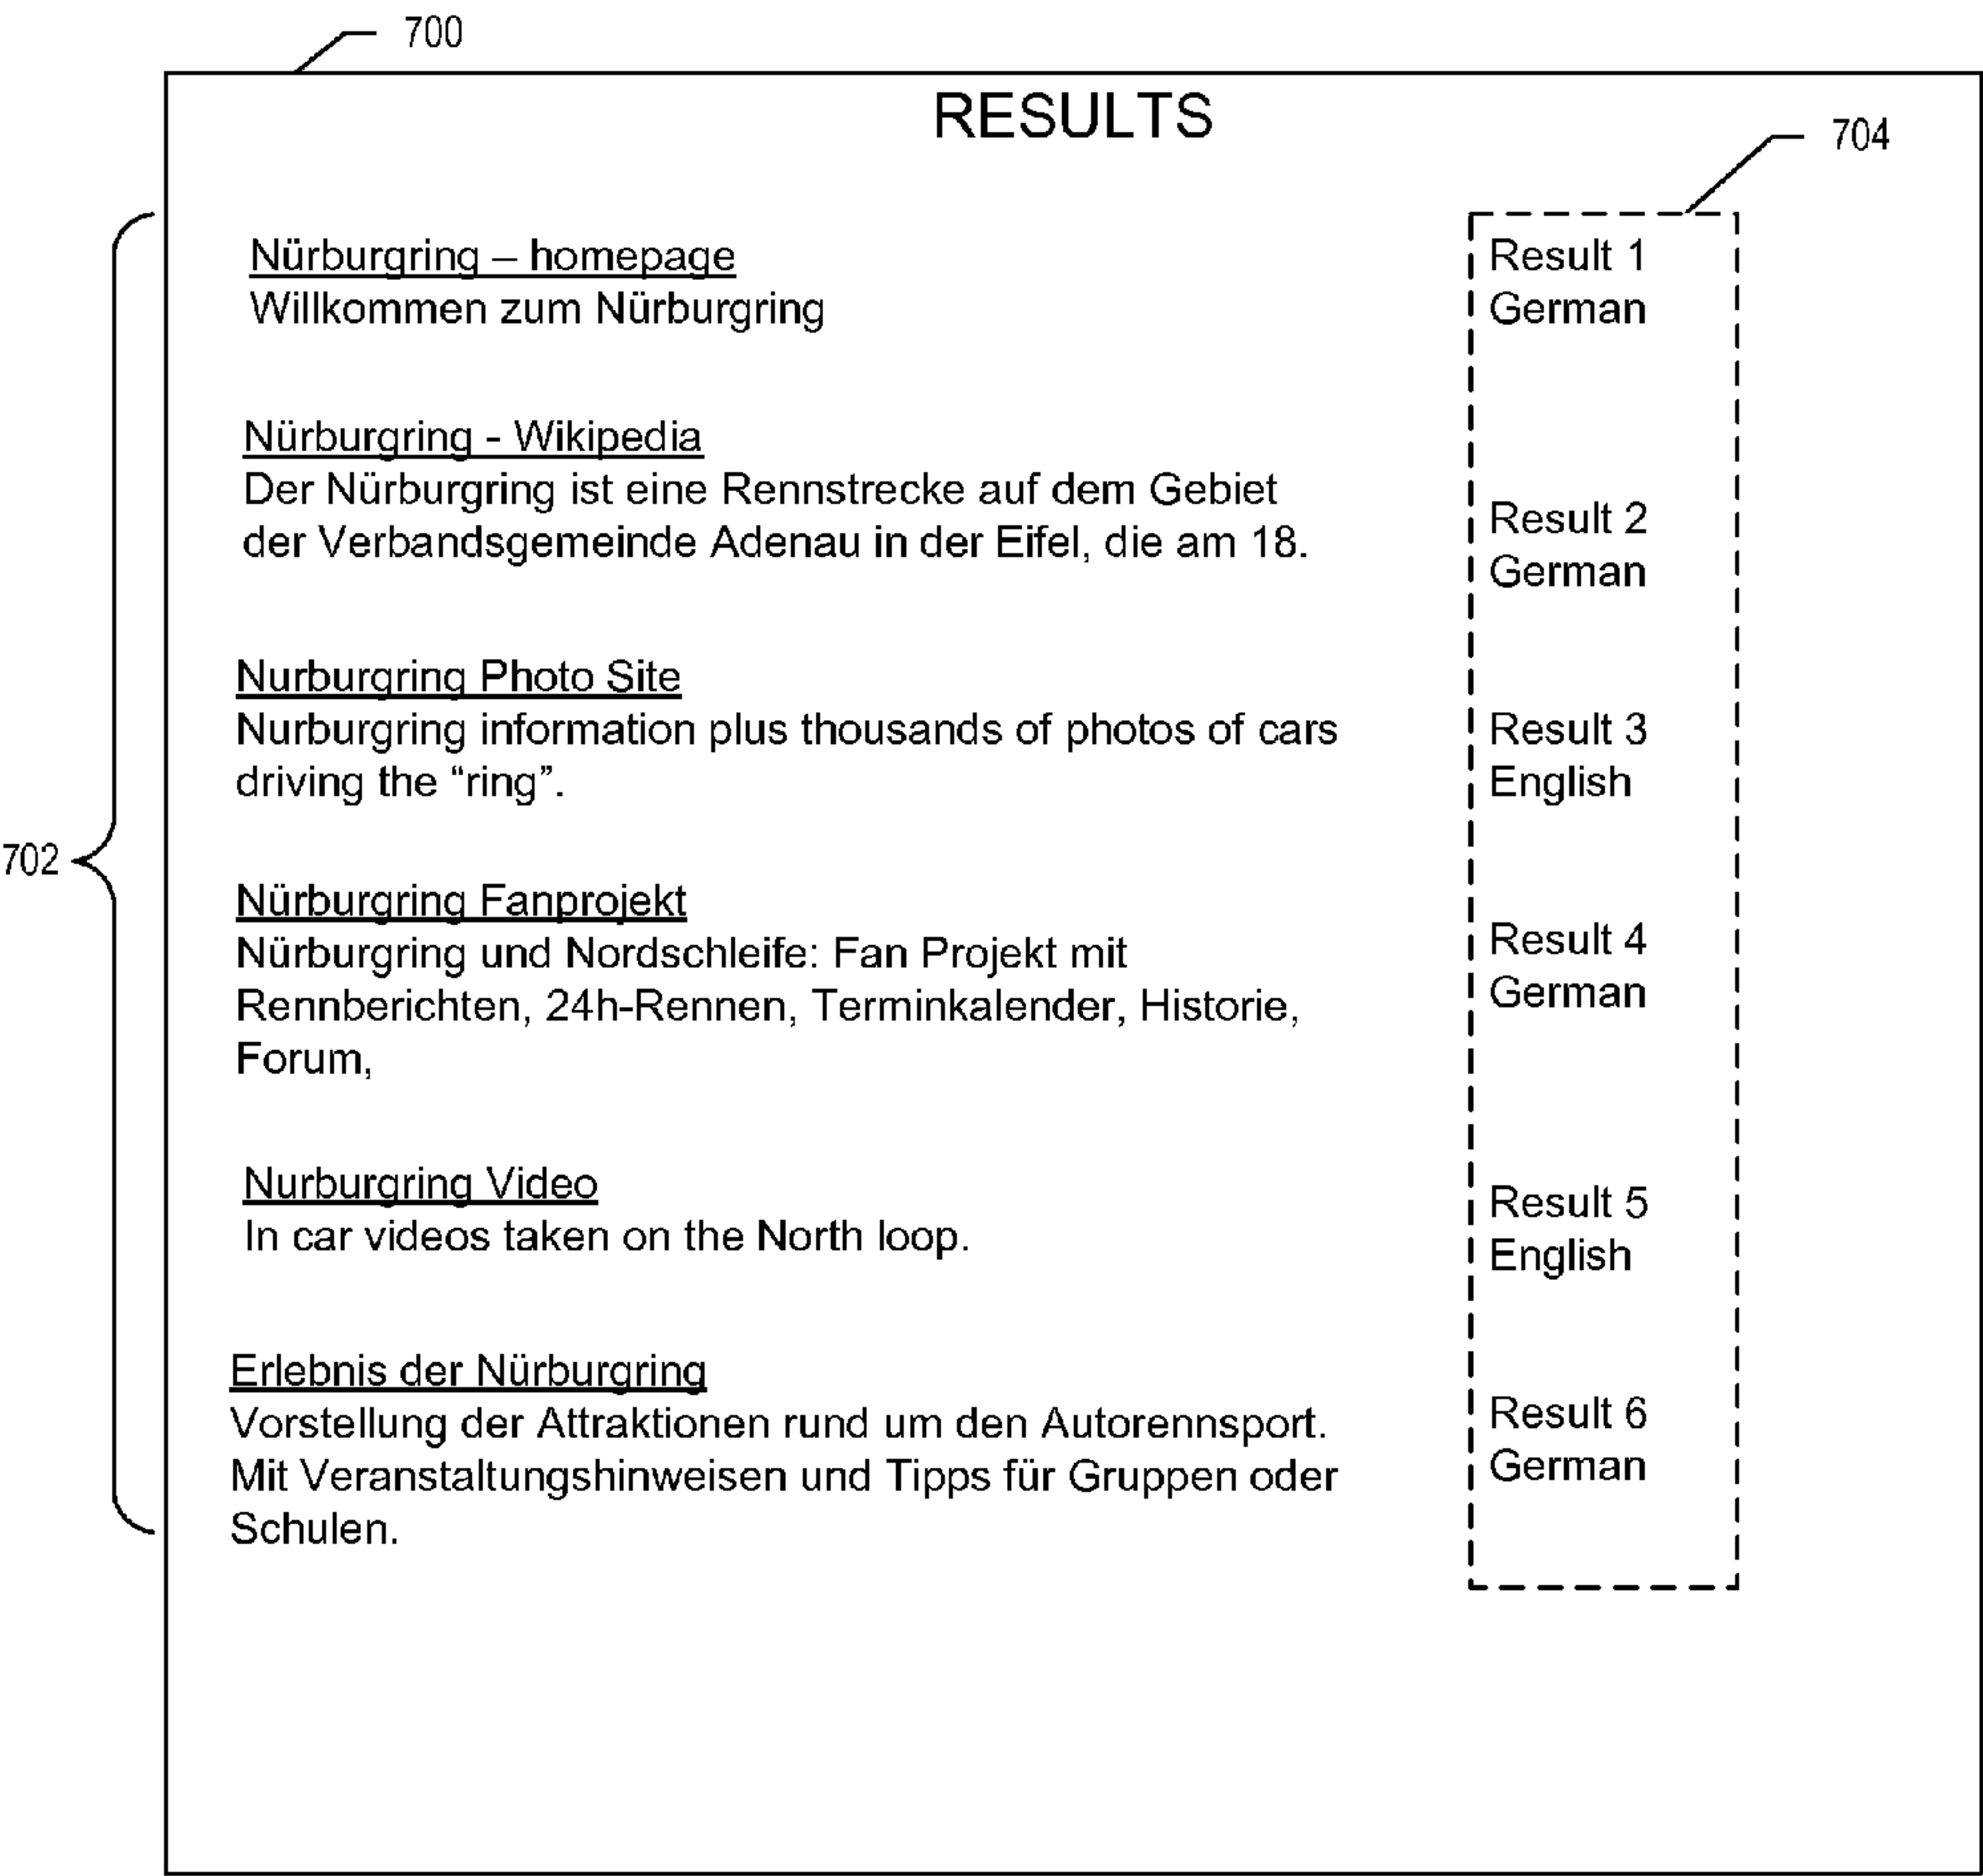 700
RESULTS
704
Nürburgring – homepage
Willkommen zum Nürburgring
Result 1
German
Nürburgring - Wikipedia
Der Nürburgring ist eine Rennstrecke auf dem Gebiet
der Verbandsgemeinde Adenau in der Eifel, die am 18.
Result 2
German
Nurburgring Photo Site
Nurburgring information plus thousands of photos of cars
driving the “ring”.
Result 3
English
702
Nürburgring Fanprojekt
Nürburgring und Nordschleife: Fan Projekt mit
Rennberichten, 24h-Rennen, Terminkalender, Historie,
Forum,
Result 4
German
Nurburgring Video
In car videos taken on the North loop.
Result 5
English
Erlebnis der Nürburgring
Vorstellung der Attraktionen rund um den Autorennsport.
Mit Veranstaltungshinweisen und Tipps für Gruppen oder
Schulen.
Result 6
German